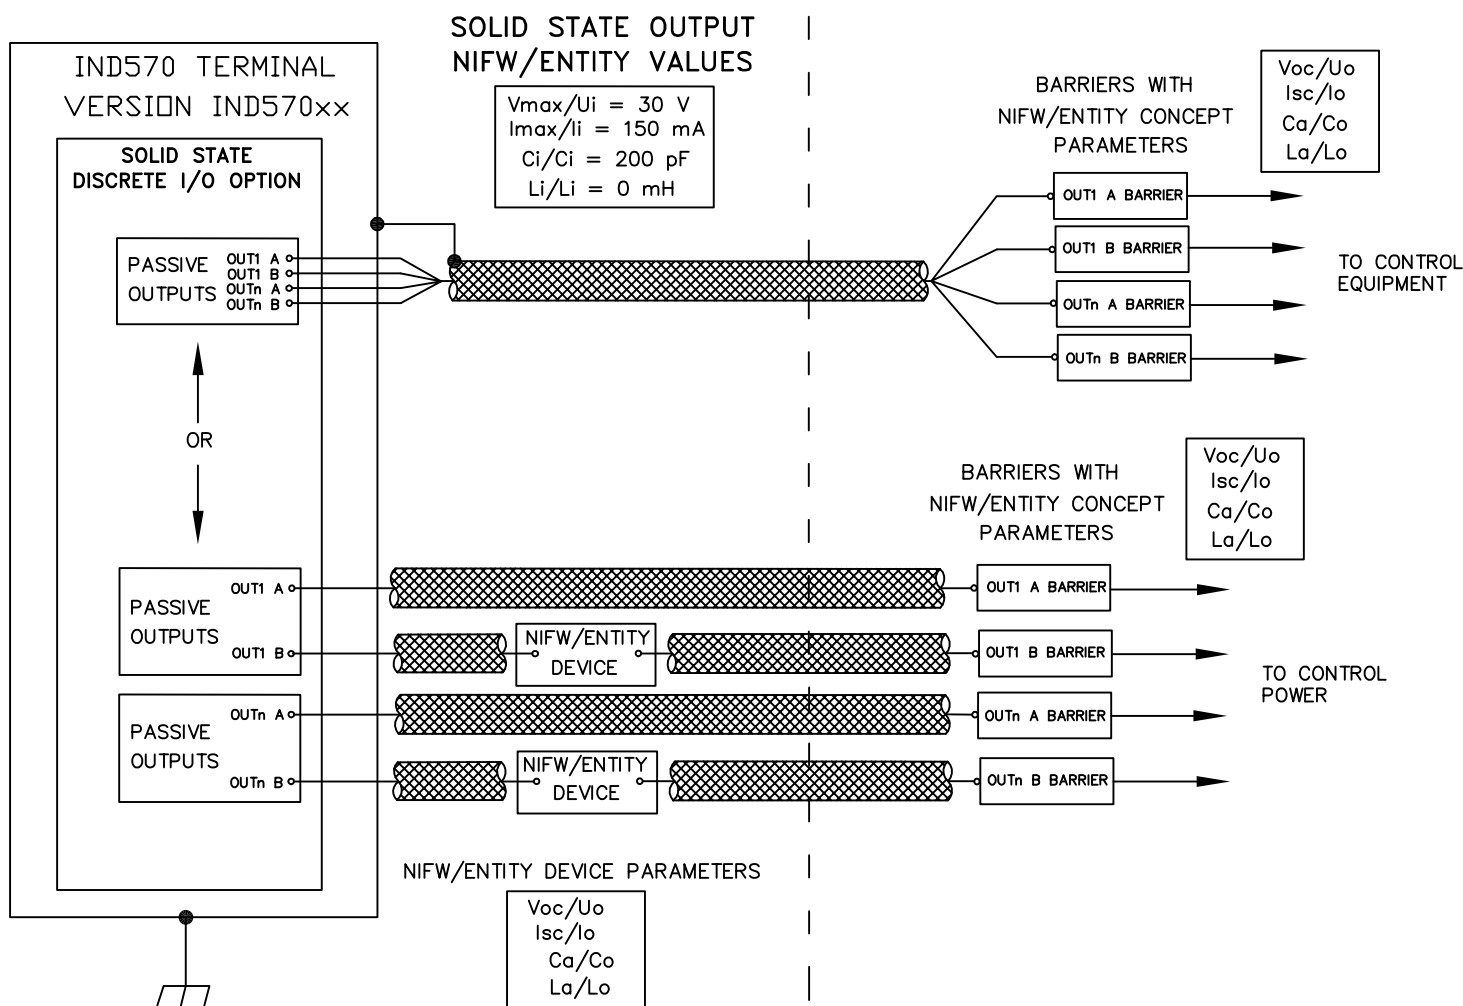 SOLID STATE OUTPUT
NIFW/ENTITY VALUES
Vmax/Ui = 30 V
Imax/Ii = 150 mA
Ci/Ci = 200 pF
Li/Li = 0 mH
IND570 TERMINAL
VERSION IND570xx
SOLID STATE
DISCRETE I/O OPTION
PASSIVE
OUTPUTS
OUT1 A
OUT1 B
OUTn A
OUTn B
BARRIERS WITH
NIFW/ENTITY CONCEPT
PARAMETERS
Voc/Uo
Isc/Io
Ca/Co
La/Lo
OUT1 A BARRIER
OUT1 B BARRIER
OUTn A BARRIER
OUTn B BARRIER
TO CONTROL
EQUIPMENT
OR
BARRIERS WITH
NIFW/ENTITY CONCEPT
PARAMETERS
Voc/Uo
Isc/Io
Ca/Co
La/Lo
PASSIVE
OUTPUTS
OUT1 A
OUT1 B
NIFW/ENTITY
DEVICE
OUT1 A BARRIER
OUT1 B BARRIER
PASSIVE
OUTPUTS
OUTn A
OUTn B
NIFW/ENTITY
DEVICE
OUTn A BARRIER
OUTn B BARRIER
TO CONTROL
POWER
NIFW/ENTITY DEVICE PARAMETERS
Voc/Uo
Isc/Io
Ca/Co
La/Lo